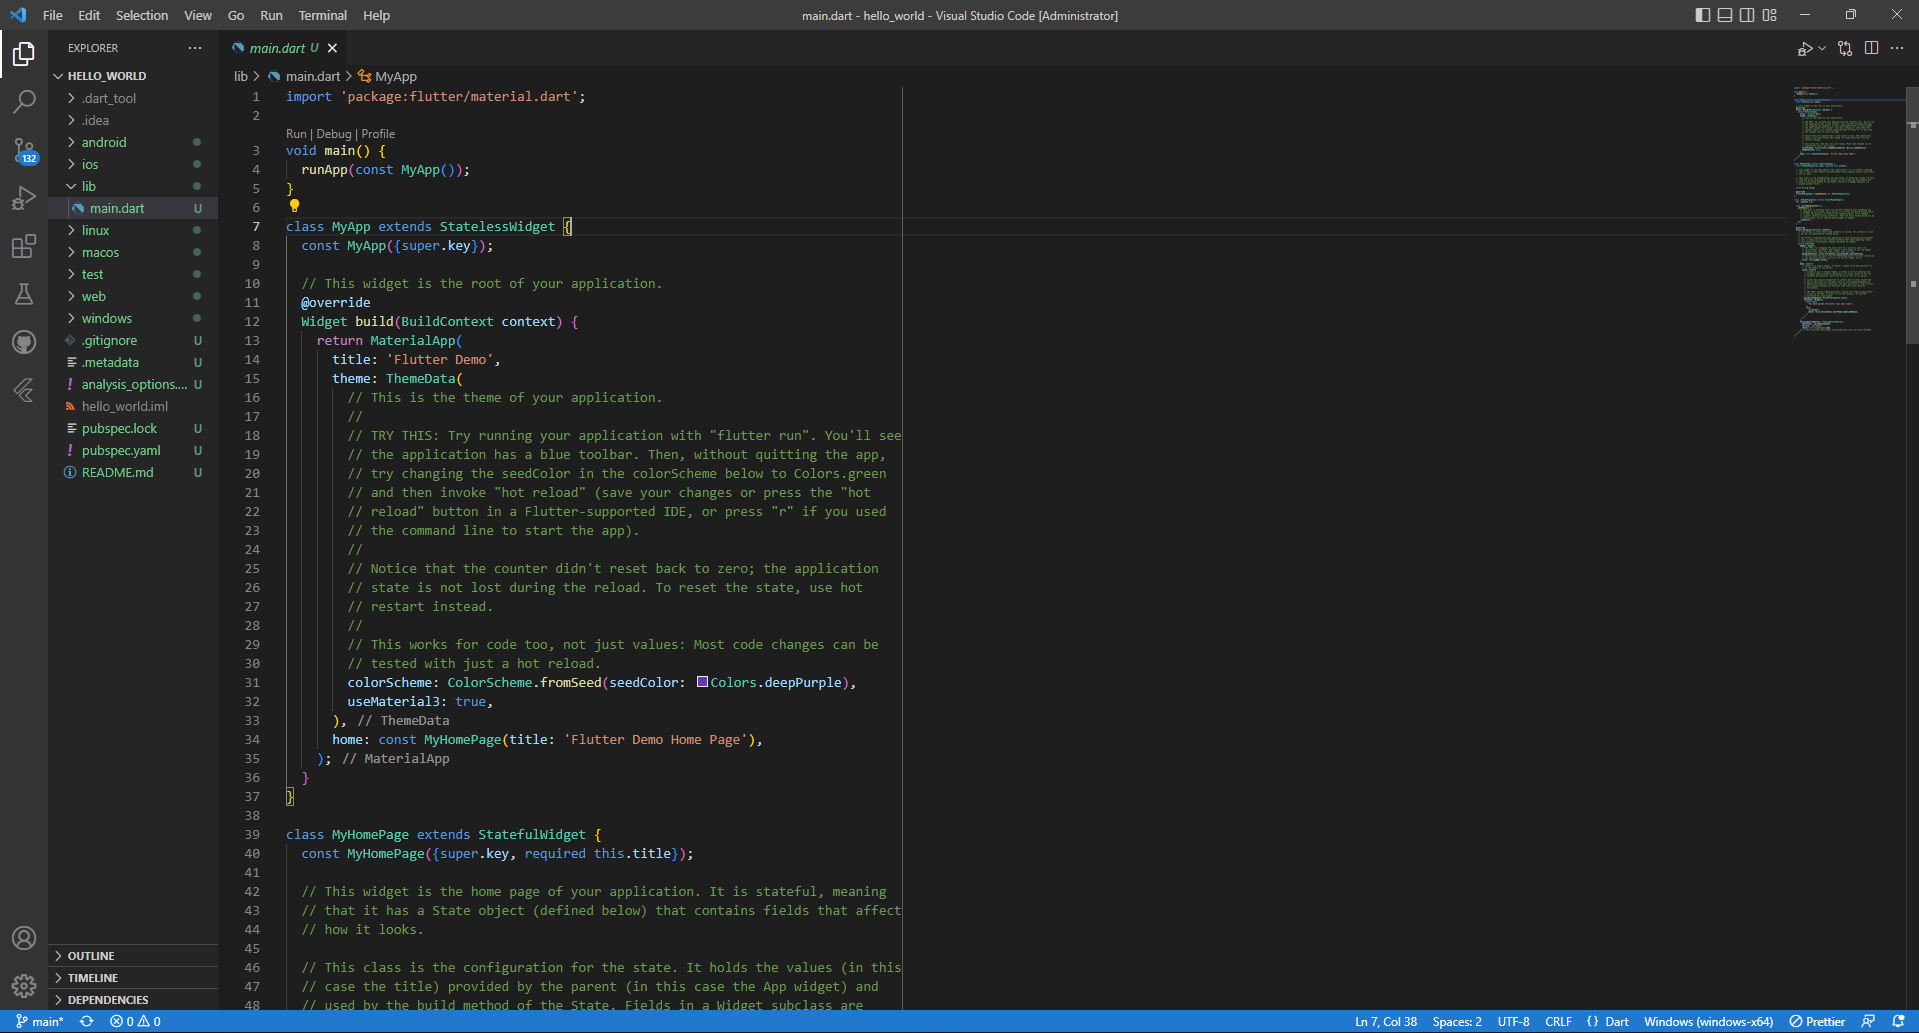 File Edit Selection View Go Run Terminal Help
main.dart - hello_world - Visual Studio Code [Administrator]
EXPLORER
HELLO_WORLD
.dart_tool
.idea
android
ios
lib
main.dart U
linux
macos
test
web
windows
.gitignore U
.metadata U
analysis_options.... U
hello_world.iml
pubspec.lock U
pubspec.yaml U
README.md U
OUTLINE
TIMELINE
DEPENDENCIES
132
main.dart U
lib > main.dart > MyApp
1 import 'package:flutter/material.dart';
2
Run | Debug | Profile
3 void main() {
4   runApp(const MyApp());
5 }
6
7 class MyApp extends StatelessWidget {
8   const MyApp({super.key});
9
10   // This widget is the root of your application.
11   @override
12   Widget build(BuildContext context) {
13     return MaterialApp(
14       title: 'Flutter Demo',
15       theme: ThemeData(
16         // This is the theme of your application.
17         //
18         // TRY THIS: Try running your application with "flutter run". You'll see
19         // the application has a blue toolbar. Then, without quitting the app,
20         // try changing the seedColor in the colorScheme below to Colors.green
21         // and then invoke "hot reload" (save your changes or press the "hot
22         // reload" button in a Flutter-supported IDE, or press "r" if you used
23         // the command line to start the app).
24         //
25         // Notice that the counter didn't reset back to zero; the application
26         // state is not lost during the reload. To reset the state, use hot
27         // restart instead.
28         //
29         // This works for code too, not just values: Most code changes can be
30         // tested with just a hot reload.
31         colorScheme: ColorScheme.fromSeed(seedColor: Colors.deepPurple),
32         useMaterial3: true,
33       ), // ThemeData
34       home: const MyHomePage(title: 'Flutter Demo Home Page'),
35     ); // MaterialApp
36   }
37 }
38
39 class MyHomePage extends StatefulWidget {
40   const MyHomePage({super.key, required this.title});
41
42   // This widget is the home page of your application. It is stateful, meaning
43   // that it has a State object (defined below) that contains fields that affect
44   // how it looks.
45
46   // This class is the configuration for the state. It holds the values (in this
47   // case the title) provided by the parent (in this case the App widget) and
48   // used by the build method of the State. Fields in a Widget subclass are
main* 0 0
Ln 7, Col 38 Spaces: 2 UTF-8 CRLF {} Dart Windows (windows-x64) Prettier